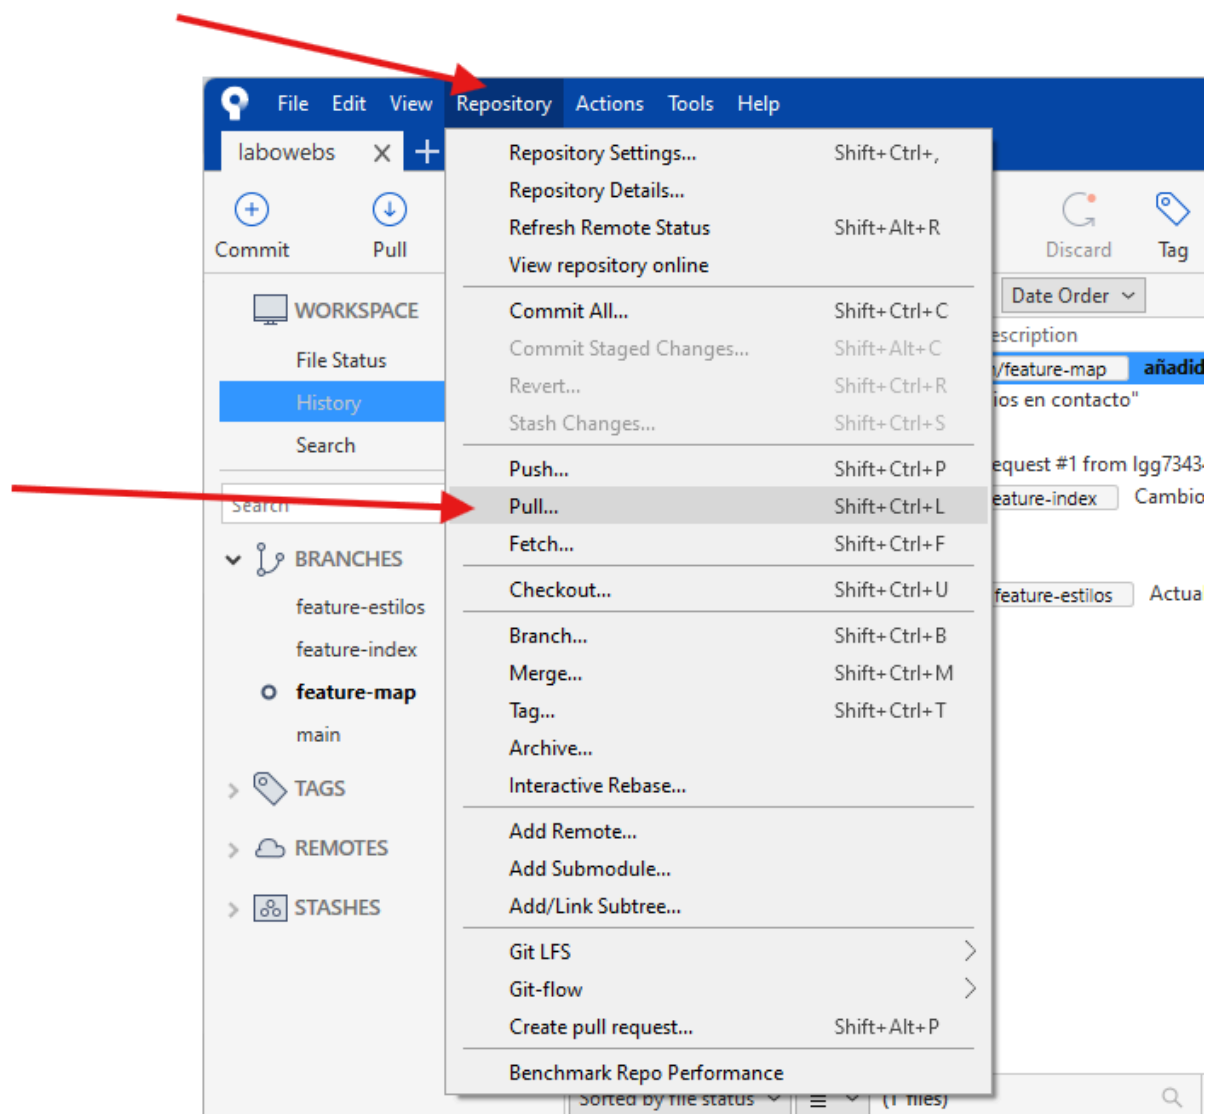 File Edit View Repository Actions Tools Help
labowebs
Commit Pull Discard Tag
WORKSPACE
File Status
History
Search
Search
BRANCHES
feature-estilos
feature-index
feature-map
main
TAGS
REMOTES
STASHES
Repository Settings... Shift+Ctrl+,
Repository Details...
Refresh Remote Status Shift+Alt+R
View repository online
Commit All... Shift+Ctrl+C
Commit Staged Changes... Shift+Alt+C
Revert... Shift+Ctrl+R
Stash Changes... Shift+Ctrl+S
Push... Shift+Ctrl+P
Pull... Shift+Ctrl+L
Fetch... Shift+Ctrl+F
Checkout... Shift+Ctrl+U
Branch... Shift+Ctrl+B
Merge... Shift+Ctrl+M
Tag... Shift+Ctrl+T
Archive...
Interactive Rebase...
Add Remote...
Add Submodule...
Add/Link Subtree...
Git LFS
Git-flow
Create pull request... Shift+Alt+P
Benchmark Repo Performance
Date Order
escription
/feature-map añadid
ios en contacto"
equest #1 from lgg7343
eature-index Cambio
feature-estilos Actua
Sorted by file status (1 files)